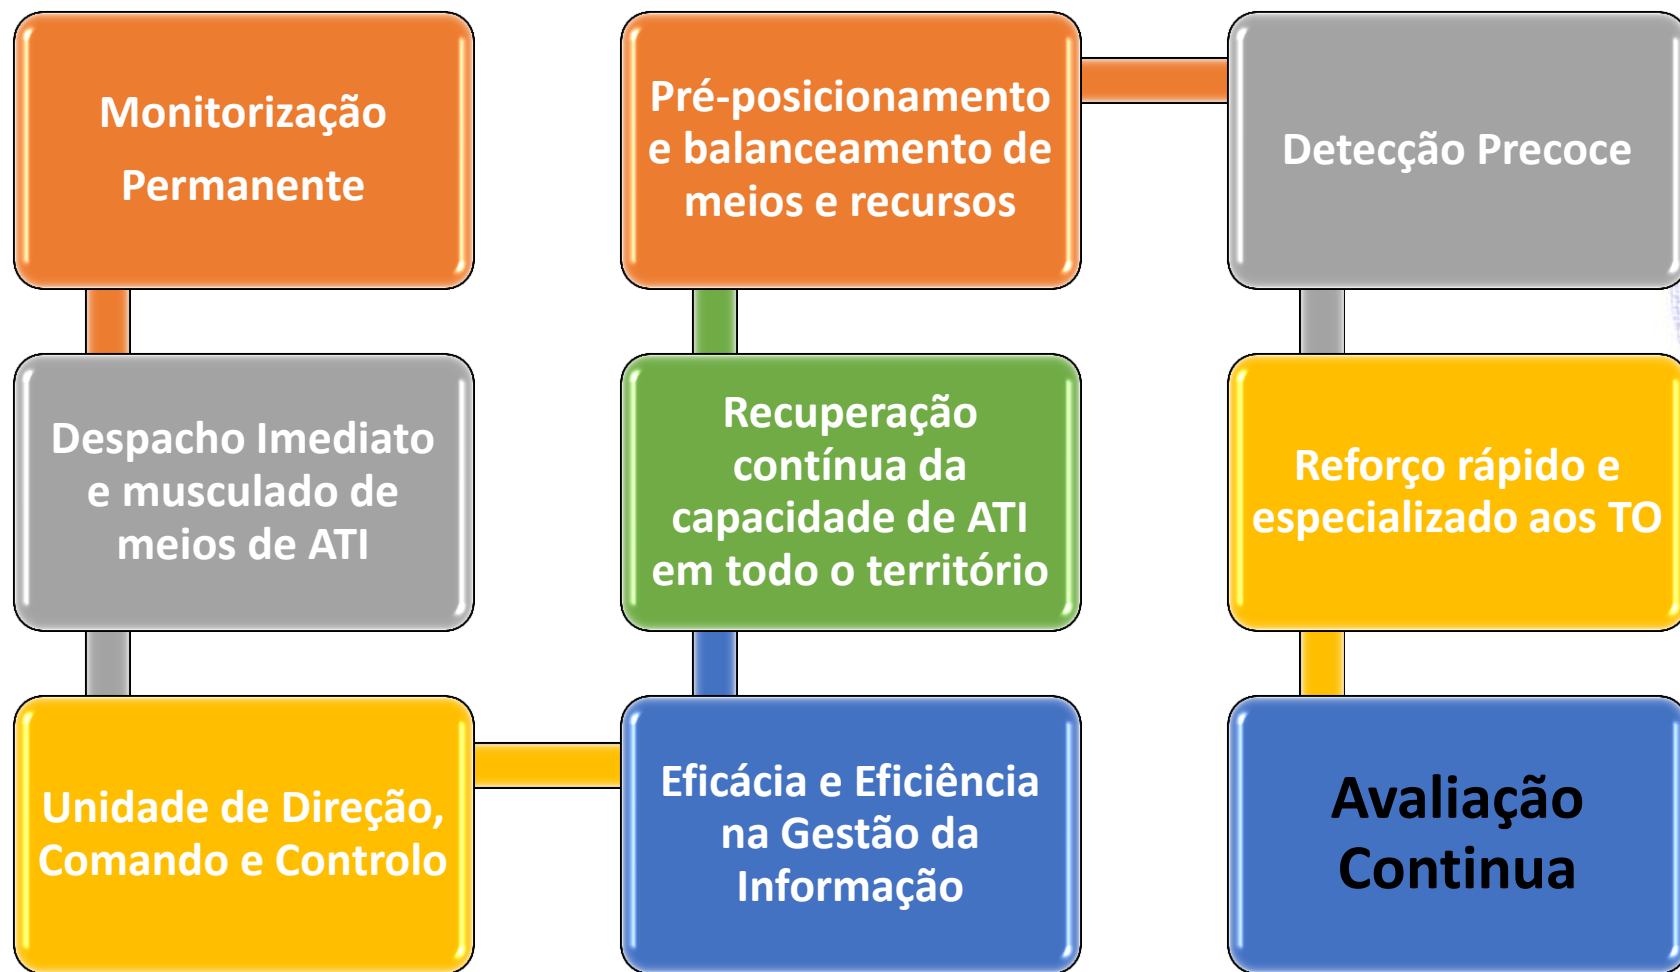 Monitorização
Permanente
Despacho Imediato
e musculado de
meios de ATI
Unidade de Direção,
Comando e Controlo
Eficácia e Eficiência
na Gestão da
Informação
Recuperação
contínua da
capacidade de ATI
em todo o território
Pré-posicionamento
e balanceamento de
meios e recursos
Detecção Precoce
Reforço rápido e
especializado aos TO
Avaliação
Continua